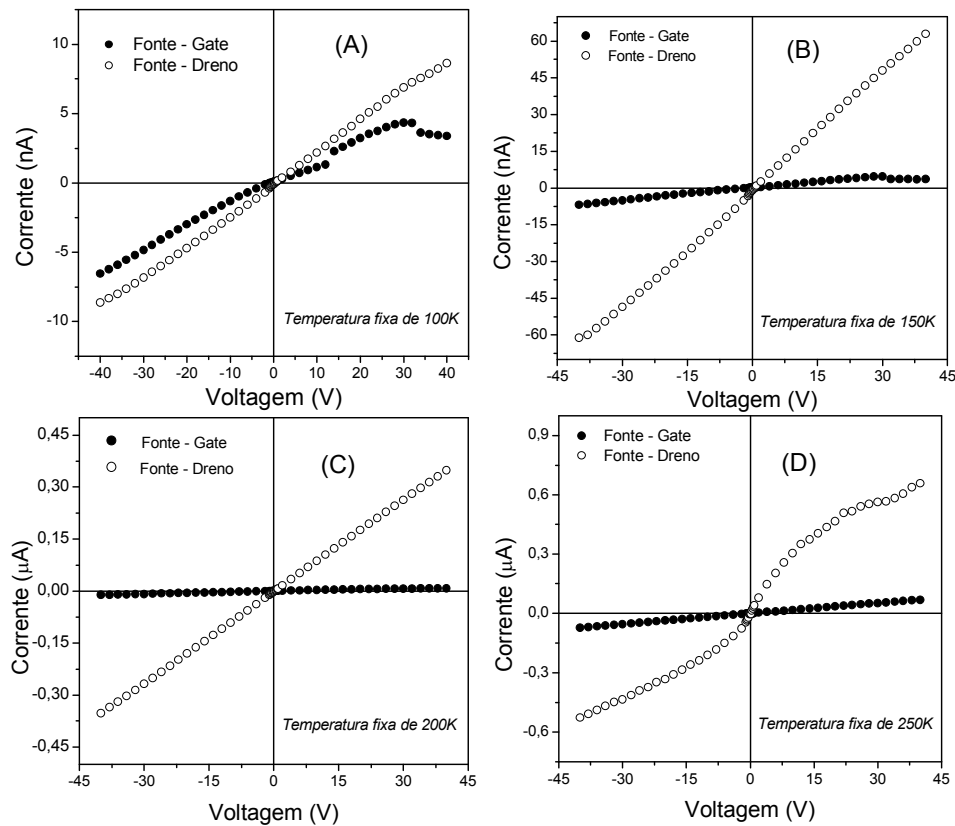 (A)
Fonte - Gate
Fonte - Dreno
Corrente (nA)
10
5
0
-5
-10
Temperatura fixa de 100K
-40 -30 -20 -10 0 10 20 30 40
Voltagem (V)
(B)
Fonte - Gate
Fonte - Dreno
Corrente (nA)
60
45
30
15
0
-15
-30
-45
-60
Temperatura fixa de 150K
-45 -30 -15 0 15 30 45
Voltagem (V)
(C)
Fonte - Gate
Fonte - Dreno
Corrente (µA)
0,45
0,30
0,15
0,00
-0,15
-0,30
-0,45
Temperatura fixa de 200K
-45 -30 -15 0 15 30 45
Voltagem (V)
(D)
Fonte - Gate
Fonte - Dreno
Corrente (µA)
0,9
0,6
0,3
0,0
-0,3
-0,6
Temperatura fixa de 250K
-45 -30 -15 0 15 30 45
Voltagem (V)